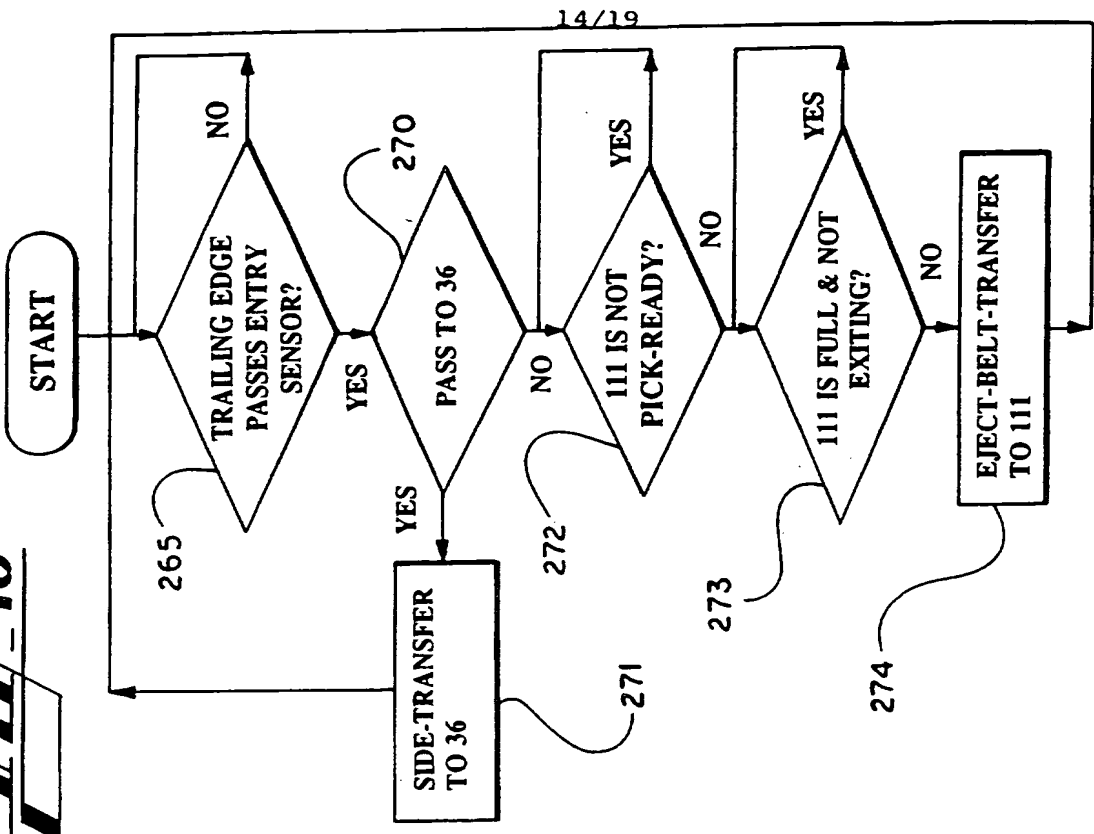 14/19
START
TRAILING EDGE
PASSES ENTRY
SENSOR?
NO
265
YES
270
PASS TO 36
YES
NO
SIDE-TRANSFER
TO 36
271
272
111 IS NOT
PICK-READY?
YES
NO
273
111 IS FULL & NOT
EXITING?
YES
NO
274
EJECT-BELT-TRANSFER
TO 111